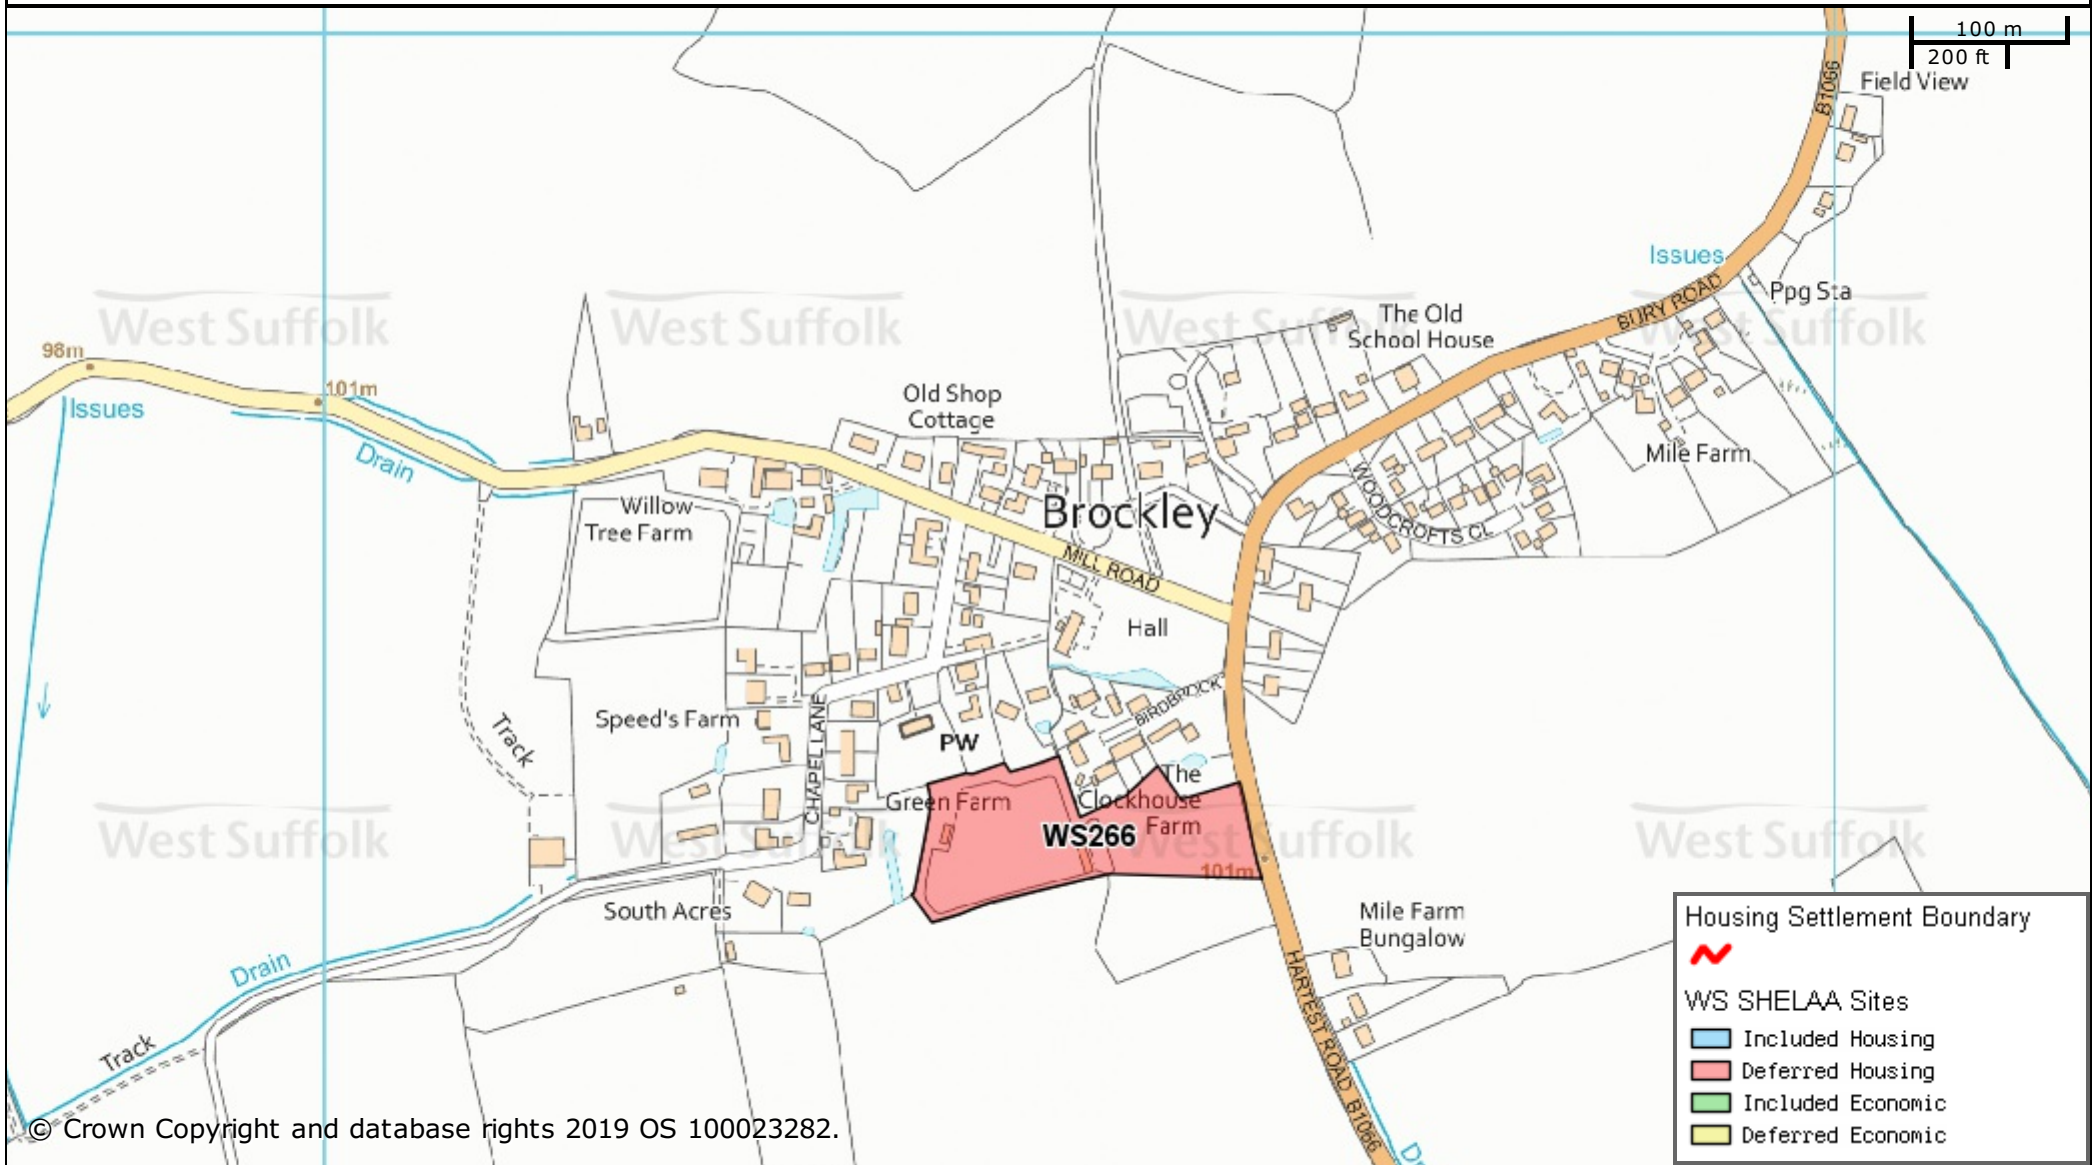 100 m
200 ft
B1066
Field View
Issues
Ppg Sta
BURY ROAD
The Old
School House
West Suffolk
West Suffolk
West Suffolk
West Suffolk
98m
101m
Issues
Drain
Old Shop
Cottage
Mile Farm
Willow
Tree Farm
Brockley
WOODCROFTS CL
MILL ROAD
Hall
BIRDBROCK
Speed's Farm
Track
CHAPEL LANE
PW
The
Clockhouse
Farm
Green Farm
WS266
101m
West Suffolk
West Suffolk
West Suffolk
West Suffolk
South Acres
Mile Farm
Bungalow
Drain
Track
HARTEST ROAD B1066
Housing Settlement Boundary
WS SHELAA Sites
Included Housing
Deferred Housing
Included Economic
Deferred Economic
© Crown Copyright and database rights 2019 OS 100023282.